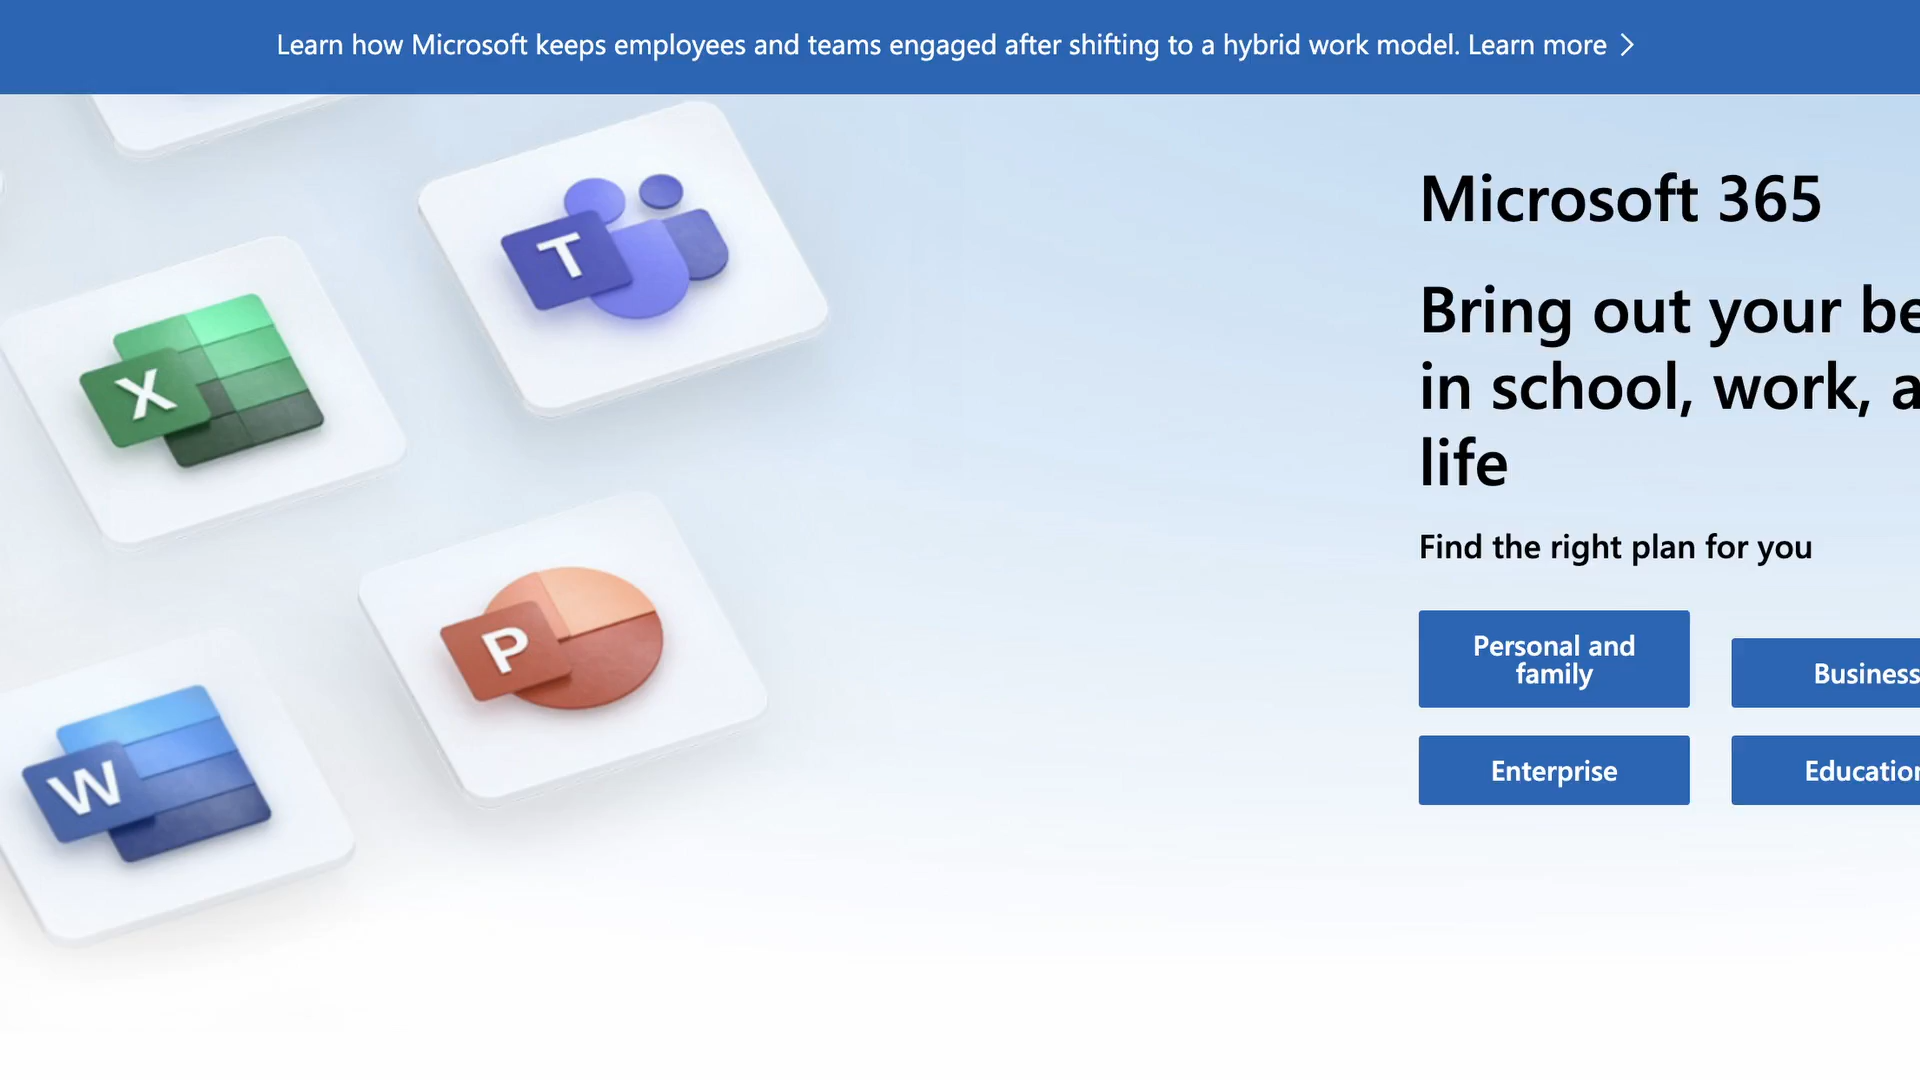 Learn how Microsoft keeps employees and teams engaged after shifting to a hybrid work model. Learn more
Microsoft 365
Bring out your be
in school, work, a
life
Find the right plan for you
Personal and
family
Business
Enterprise
Education
T
X
P
W